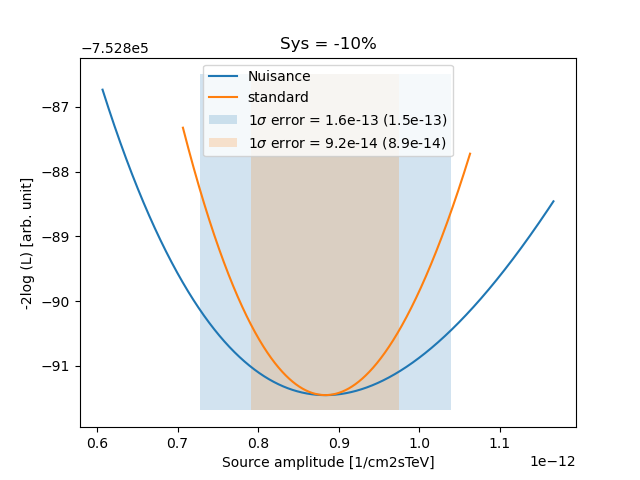 Sys = -10%
−7.528e5
Nuisance
standard
1σ error = 1.6e-13 (1.5e-13)
1σ error = 9.2e-14 (8.9e-14)
−87
−88
−89
−90
−91
-2log (L) [arb. unit]
0.6 0.7 0.8 0.9 1.0 1.1
Source amplitude [1/cm2sTeV]
1e−12